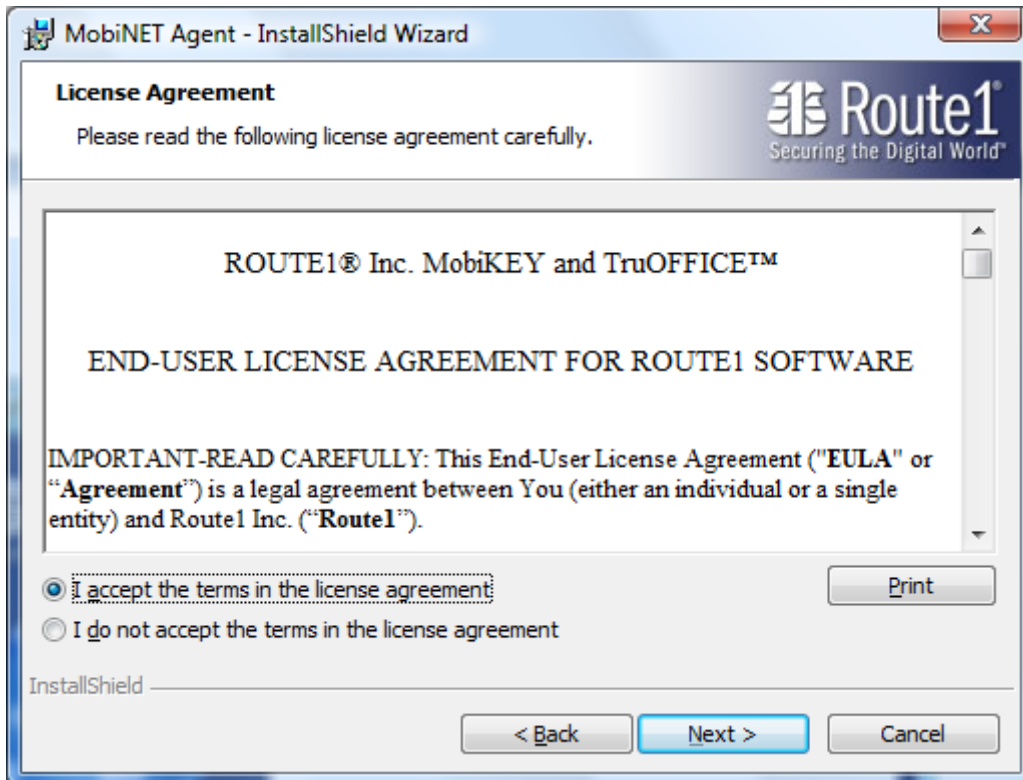 MobiNET Agent - InstallShield Wizard
License Agreement
Please read the following license agreement carefully.
Route1®
Securing the Digital World™
ROUTE1® Inc. MobiKEY and TruOFFICE™
END-USER LICENSE AGREEMENT FOR ROUTE1 SOFTWARE
IMPORTANT-READ CAREFULLY: This End-User License Agreement ("EULA" or
“Agreement”) is a legal agreement between You (either an individual or a single
entity) and Route1 Inc. (“Route1”).
I accept the terms in the license agreement
Print
I do not accept the terms in the license agreement
InstallShield
< Back
Next >
Cancel